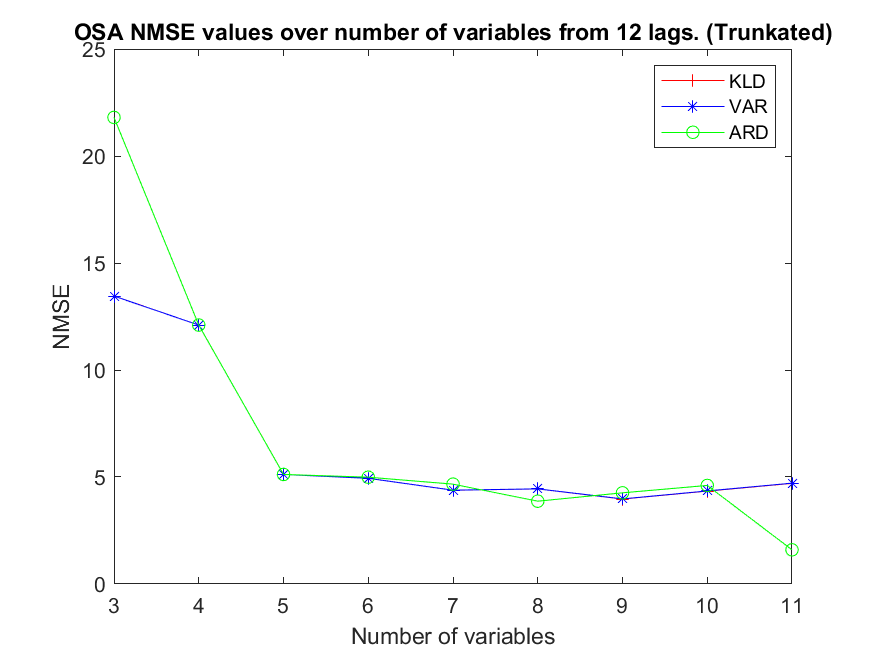 OSA NMSE values over number of variables from 12 lags. (Trunkated)
KLD
VAR
ARD
25
20
15
10
5
0
NMSE
3 4 5 6 7 8 9 10 11
Number of variables